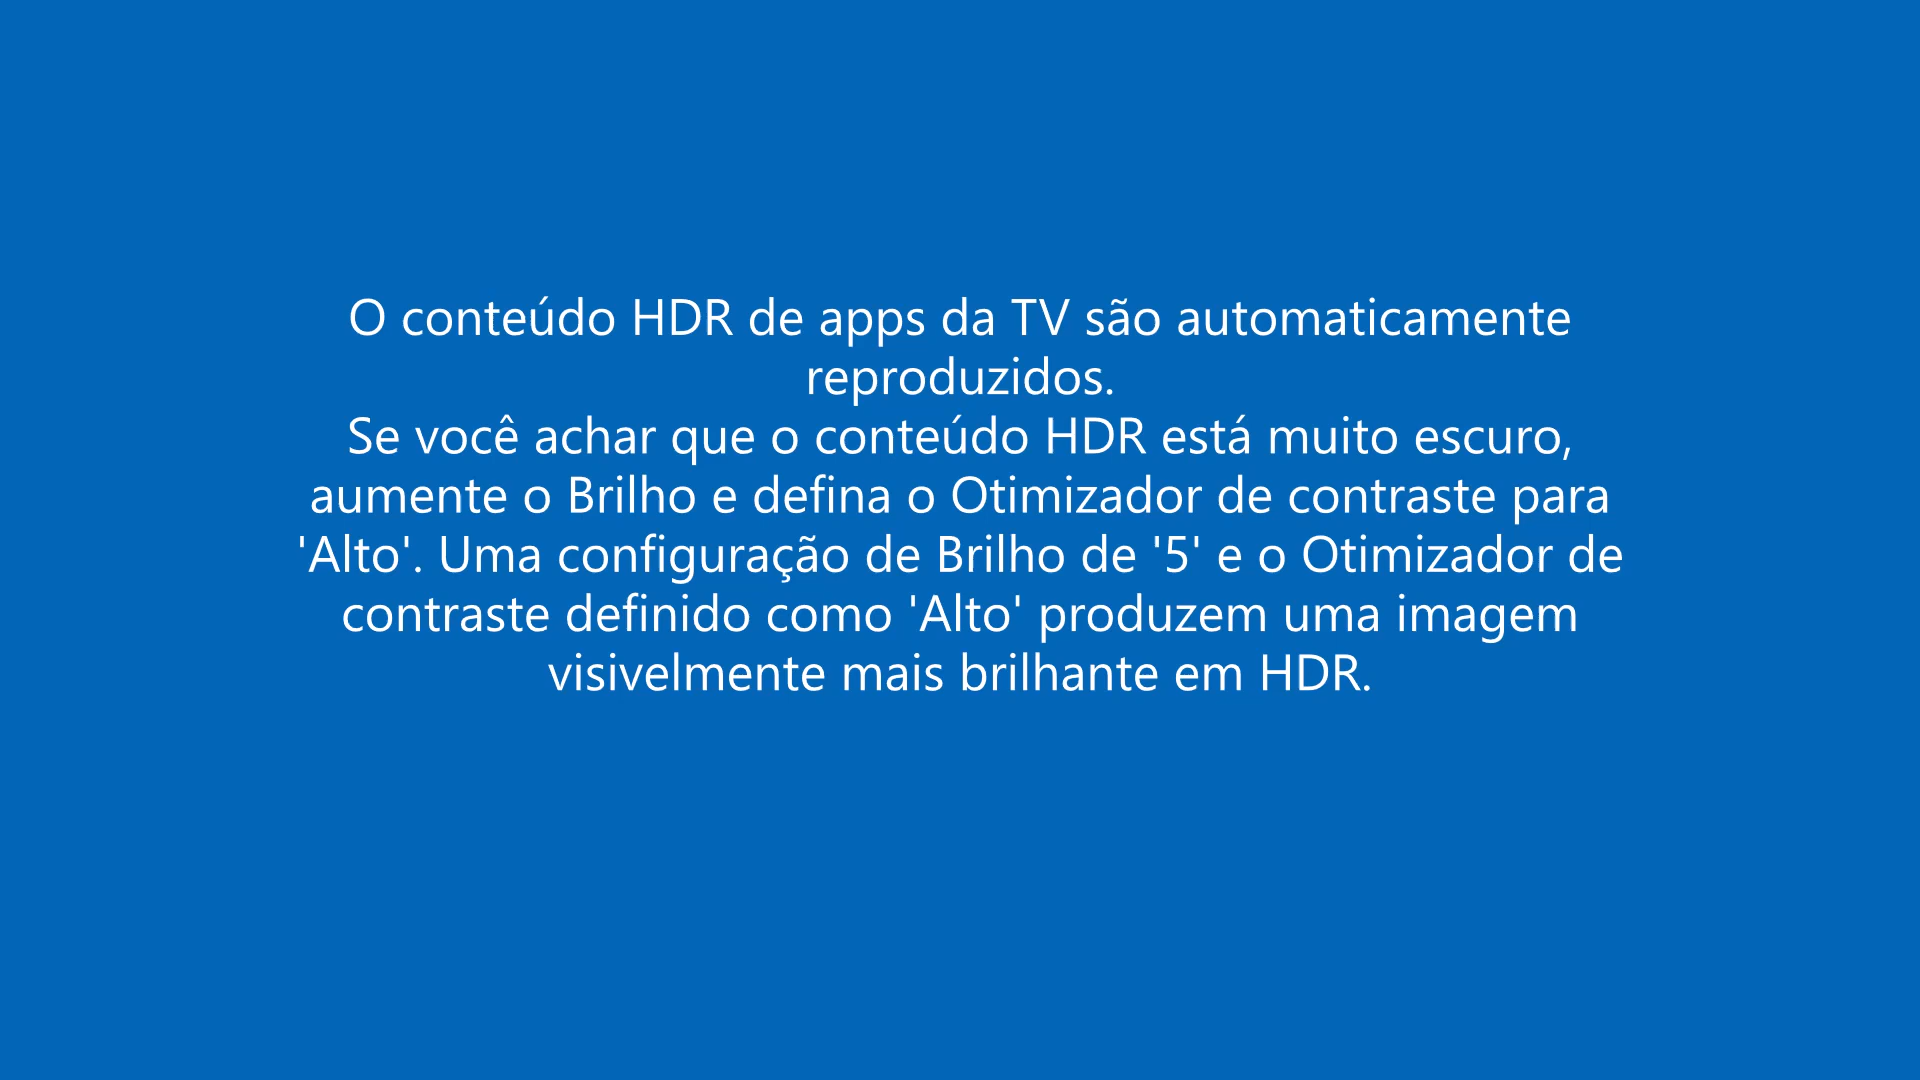 O conteúdo HDR de apps da TV são automaticamente
reproduzidos.
Se você achar que o conteúdo HDR está muito escuro,
aumente o Brilho e defina o Otimizador de contraste para
'Alto'. Uma configuração de Brilho de '5' e o Otimizador de
contraste definido como 'Alto' produzem uma imagem
visivelmente mais brilhante em HDR.